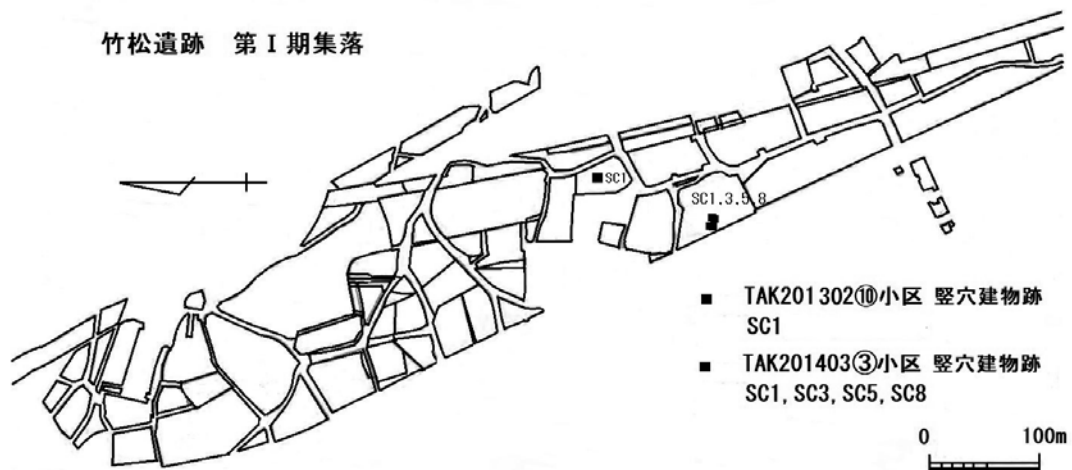 竹松遺跡 第Ⅰ期集落
SC1
SC1.3.5.8
■ TAK201302⑩小区 竪穴建物跡
SC1
■ TAK201403③小区 竪穴建物跡
SC1, SC3, SC5, SC8
0 100m